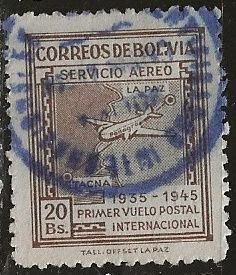 CORREOS DE BOLIVIA
SERVICIO AEREO
LA PAZ
TACNA
1935-1945
20
Bs.
PRIMER VUELO POSTAL
INTERNACIONAL
TALL. OFFSET LA PAZ